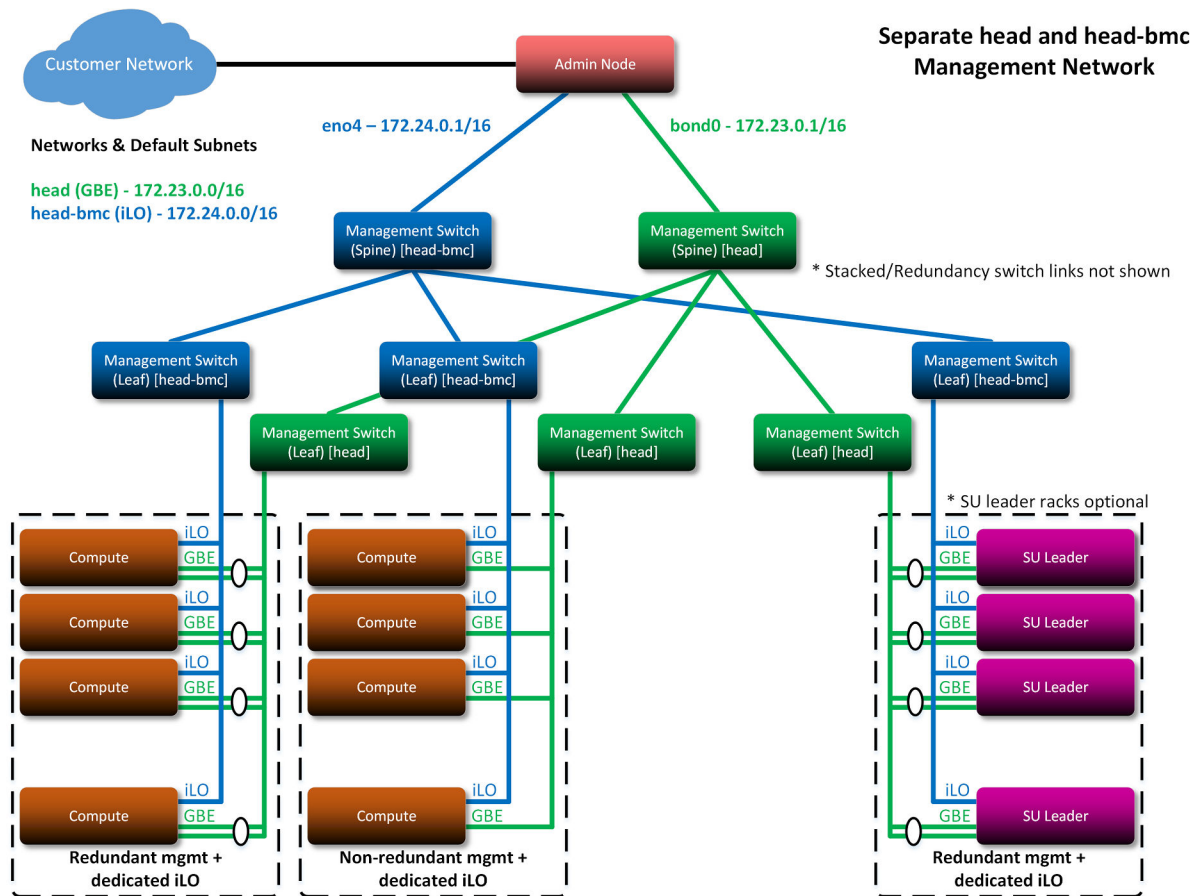 Separate head and head-bmc
Management Network
Customer Network
Admin Node
eno4 – 172.24.0.1/16
bond0 - 172.23.0.1/16
Networks & Default Subnets
head (GBE) - 172.23.0.0/16
head-bmc (iLO) - 172.24.0.0/16
Management Switch
(Spine) [head-bmc]
Management Switch
(Spine) [head]
* Stacked/Redundancy switch links not shown
Management Switch
(Leaf) [head-bmc]
Management Switch
(Leaf) [head-bmc]
Management Switch
(Leaf) [head-bmc]
Management Switch
(Leaf) [head]
Management Switch
(Leaf) [head]
Management Switch
(Leaf) [head]
* SU leader racks optional
Compute
iLO
GBE
Compute
iLO
GBE
Compute
iLO
GBE
Compute
iLO
GBE
Redundant mgmt +
dedicated iLO
Compute
iLO
GBE
Compute
iLO
GBE
Compute
iLO
GBE
Compute
iLO
GBE
Non-redundant mgmt +
dedicated iLO
iLO
GBE
SU Leader
iLO
GBE
SU Leader
iLO
GBE
SU Leader
iLO
GBE
SU Leader
Redundant mgmt +
dedicated iLO